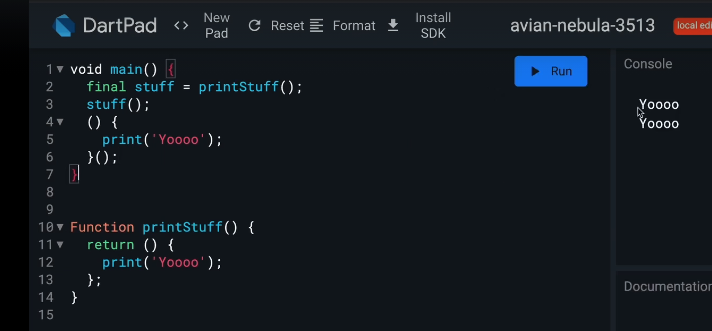 DartPad <> New Pad Reset Format Install SDK avian-nebula-3513 local edi
Run
Console
Yoooo
Yoooo
Documentation
1 void main() {
2   final stuff = printStuff();
3   stuff();
4   () {
5     print('Yoooo');
6   }();
7 }
8
9
10 Function printStuff() {
11   return () {
12     print('Yoooo');
13   };
14 }
15